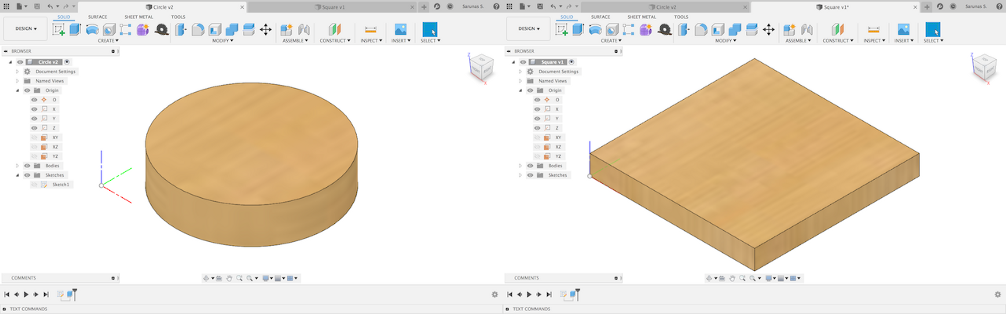 Circle v2
Square v1
Sarunas S.
DESIGN
SOLID
SURFACE
SHEET METAL
TOOLS
CREATE
MODIFY
ASSEMBLE
CONSTRUCT
INSPECT
INSERT
SELECT
BROWSER
Circle v2
Document Settings
Named Views
Origin
O
X
Y
Z
XY
XZ
YZ
Bodies
Sketches
Sketch1
COMMENTS
TEXT COMMANDS
Circle v2
Square v1*
Sarunas S.
DESIGN
SOLID
SURFACE
SHEET METAL
TOOLS
CREATE
MODIFY
ASSEMBLE
CONSTRUCT
INSPECT
INSERT
SELECT
BROWSER
Square v1
Document Settings
Named Views
Origin
O
X
Y
Z
XY
XZ
YZ
Bodies
Sketches
COMMENTS
TEXT COMMANDS